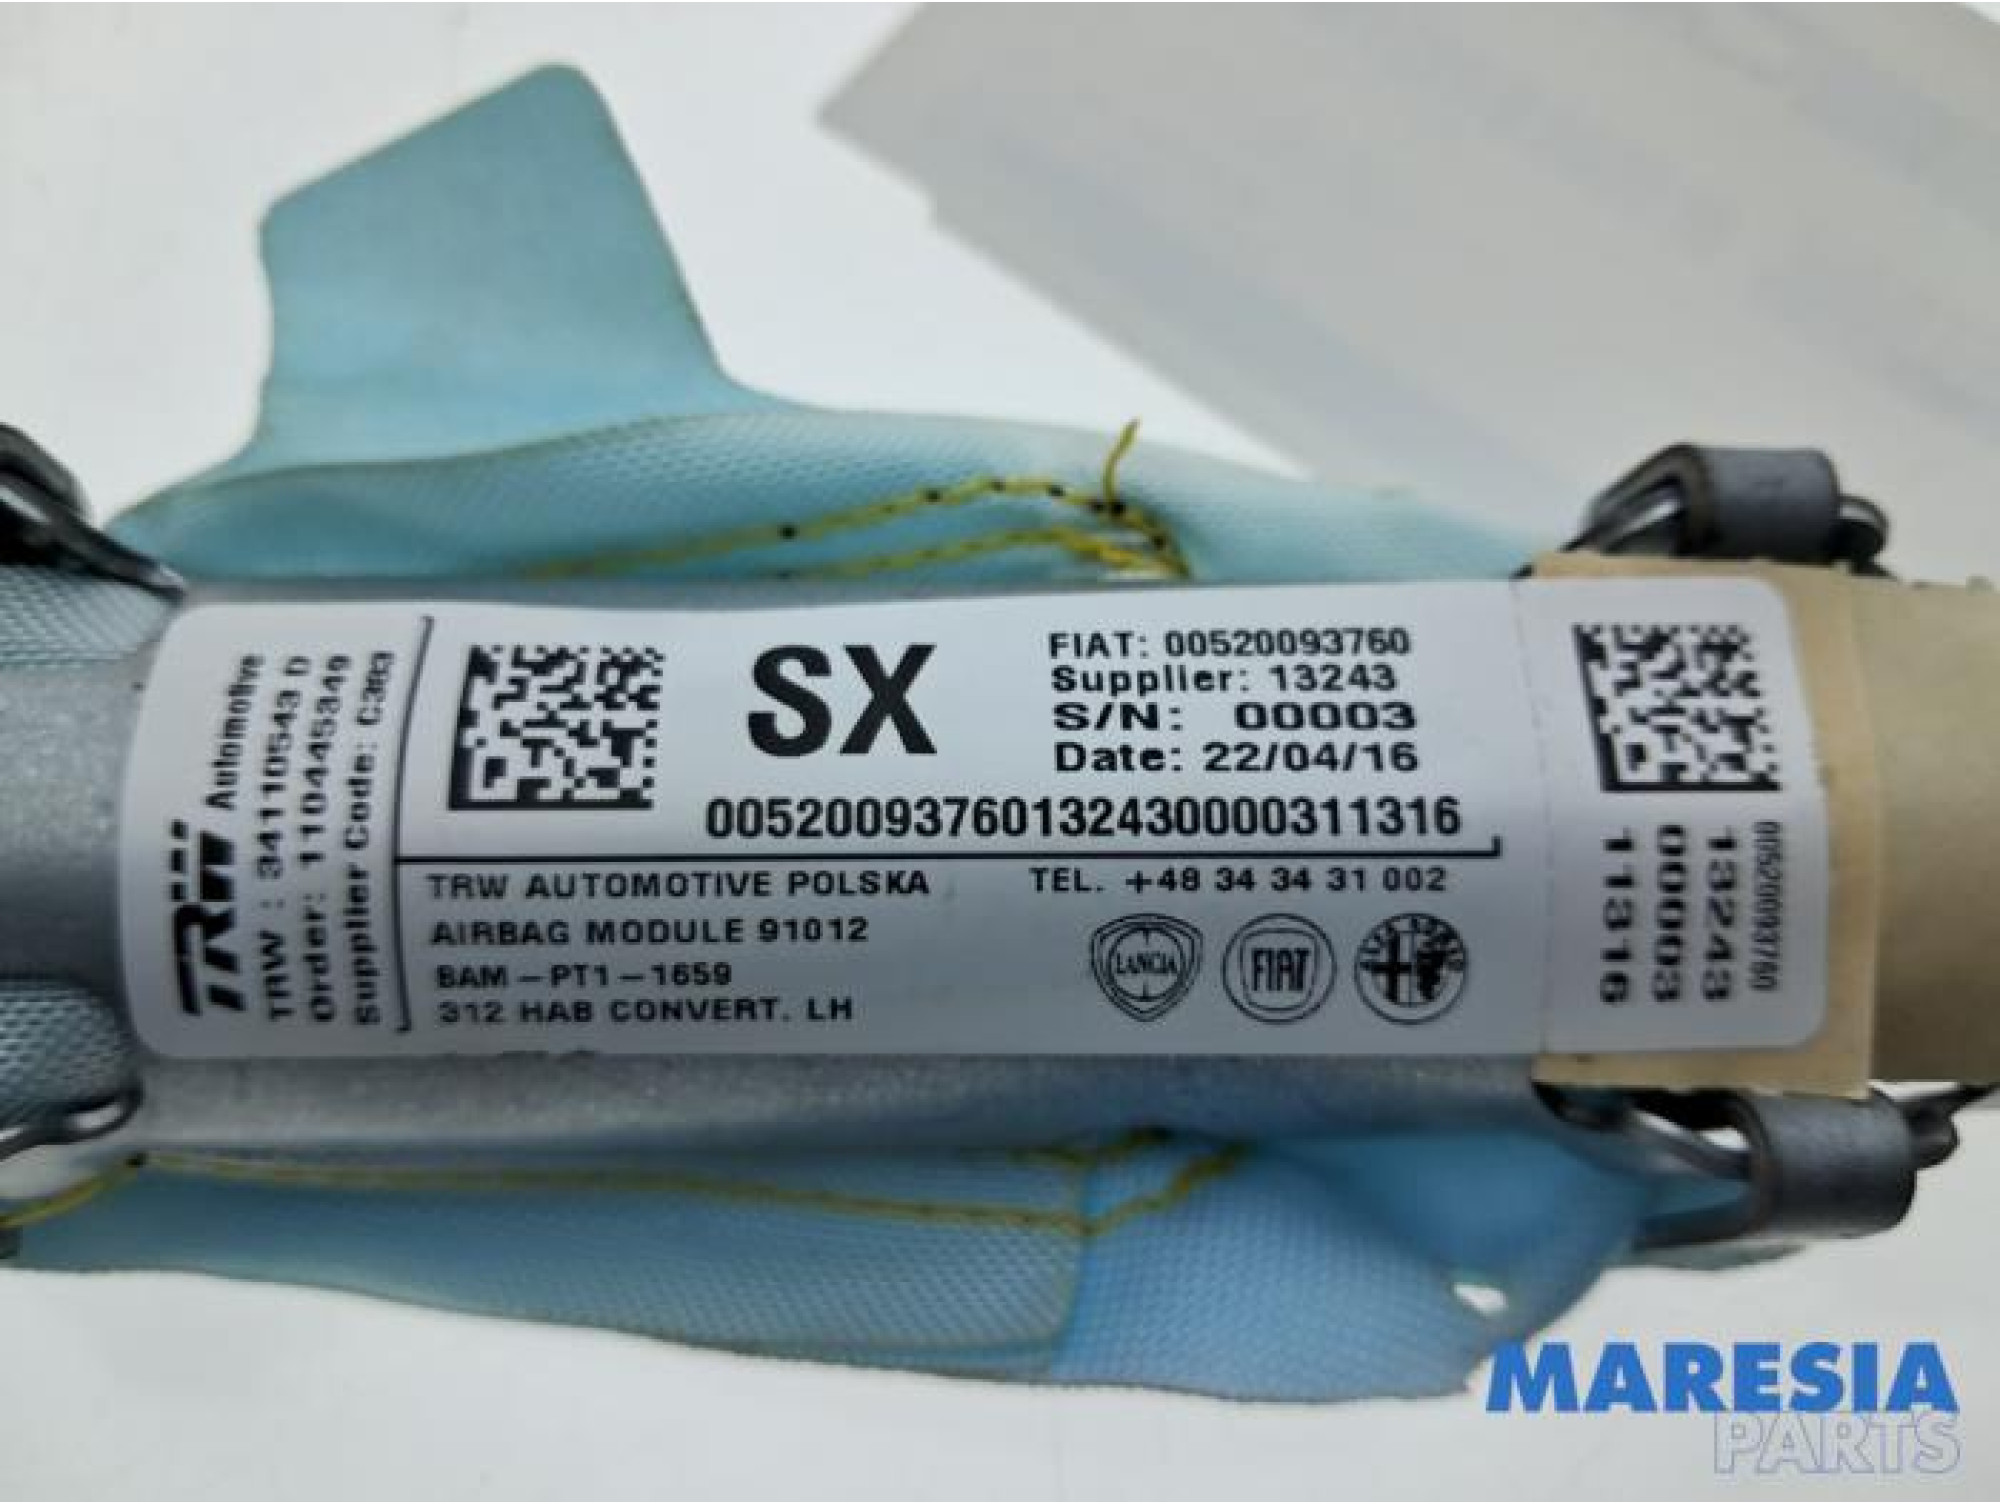 TRW Automotive
TRW : 34110543 D
Order: 110445349
Supplier Code: C383
SX
FIAT: 00520093760
Supplier: 13243
S/N: 00003
Date: 22/04/16
00520093760132430000311316
TRW AUTOMOTIVE POLSKA
TEL. +48 34 34 31 002
AIRBAG MODULE 91012
BAM-PT1-1659
312 HAB CONVERT. LH
LANCIA
FIAT
00520093760
13243
00003
11316
MARESIA
PARTS